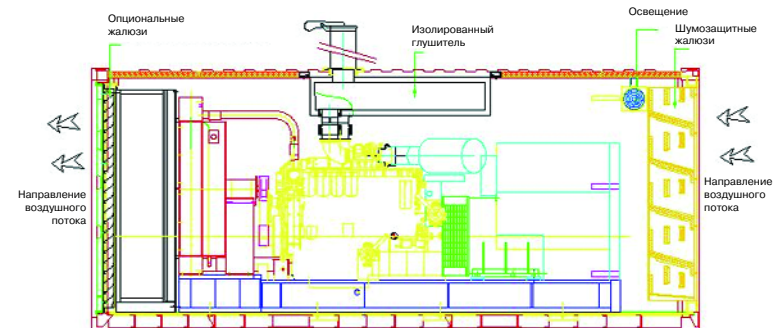 Опциональные
жалюзи
Изолированный
глушитель
Освещение
Шумозащитные
жалюзи
Направление
воздушного
потока
Направление
воздушного
потока